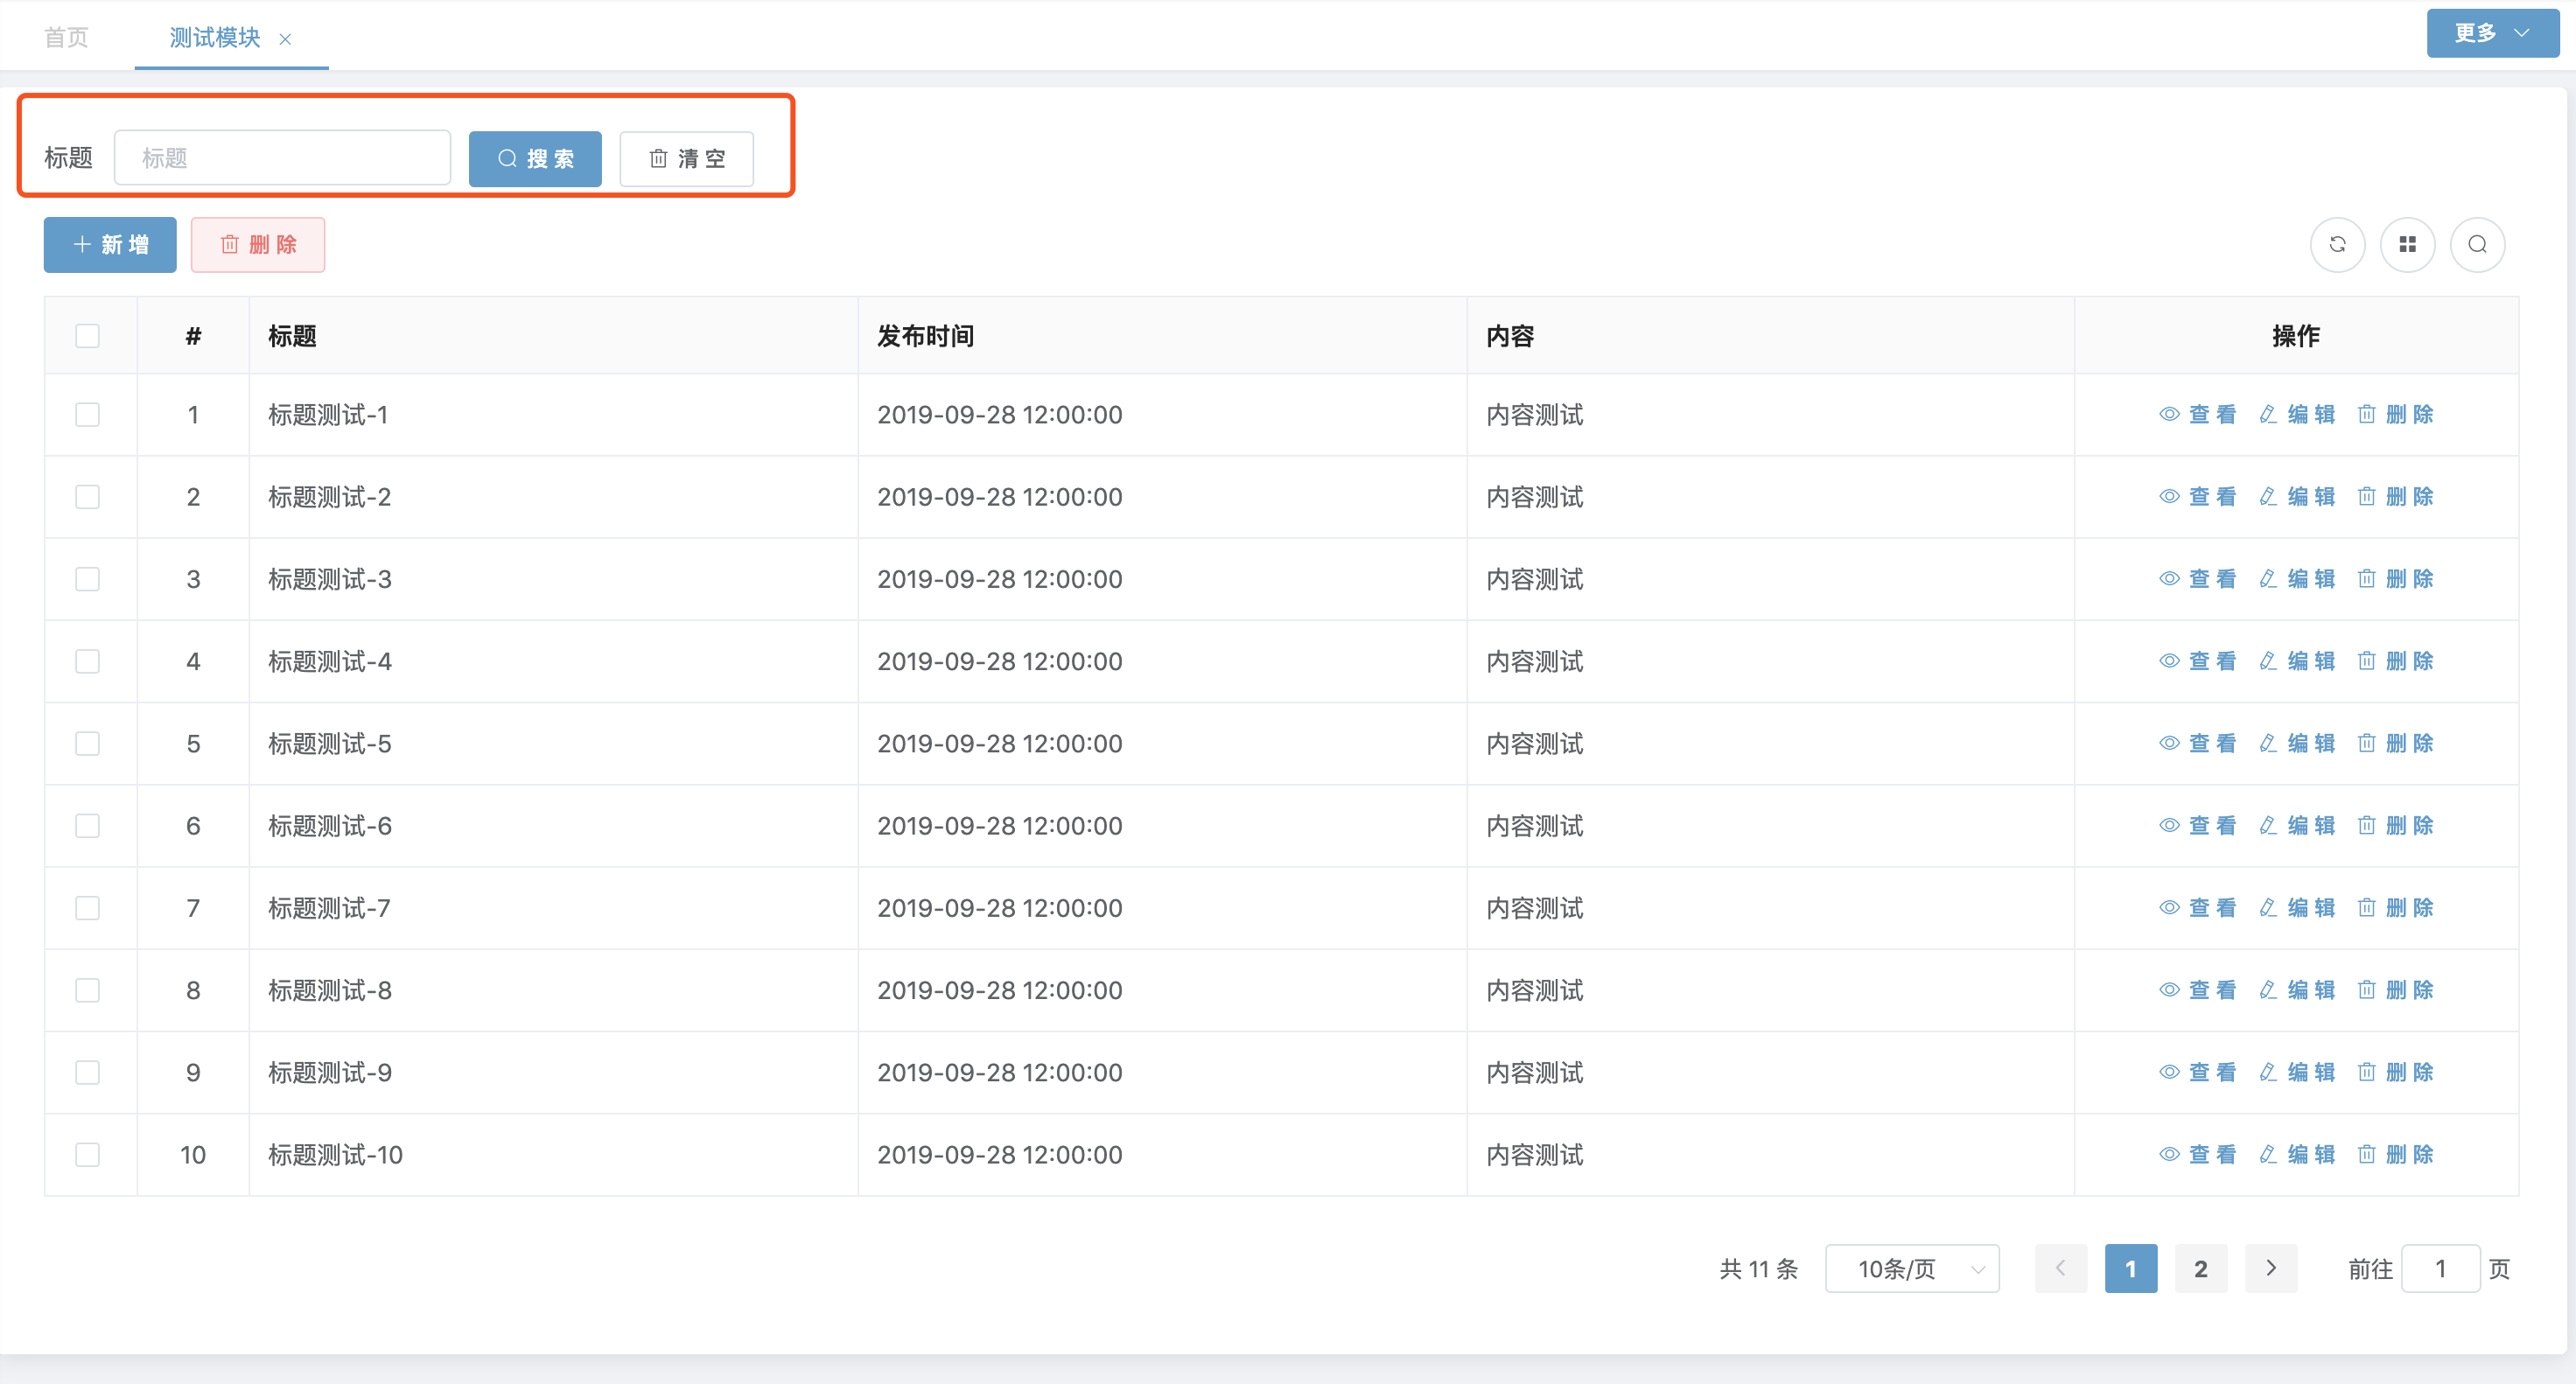 首页 测试模块 更多
标题 标题 搜索 清空
新增 删除
# 标题 发布时间 内容 操作
1 标题测试-1 2019-09-28 12:00:00 内容测试 查看 编辑 删除
2 标题测试-2 2019-09-28 12:00:00 内容测试 查看 编辑 删除
3 标题测试-3 2019-09-28 12:00:00 内容测试 查看 编辑 删除
4 标题测试-4 2019-09-28 12:00:00 内容测试 查看 编辑 删除
5 标题测试-5 2019-09-28 12:00:00 内容测试 查看 编辑 删除
6 标题测试-6 2019-09-28 12:00:00 内容测试 查看 编辑 删除
7 标题测试-7 2019-09-28 12:00:00 内容测试 查看 编辑 删除
8 标题测试-8 2019-09-28 12:00:00 内容测试 查看 编辑 删除
9 标题测试-9 2019-09-28 12:00:00 内容测试 查看 编辑 删除
10 标题测试-10 2019-09-28 12:00:00 内容测试 查看 编辑 删除
共 11 条 10条/页 1 2 前往 1 页